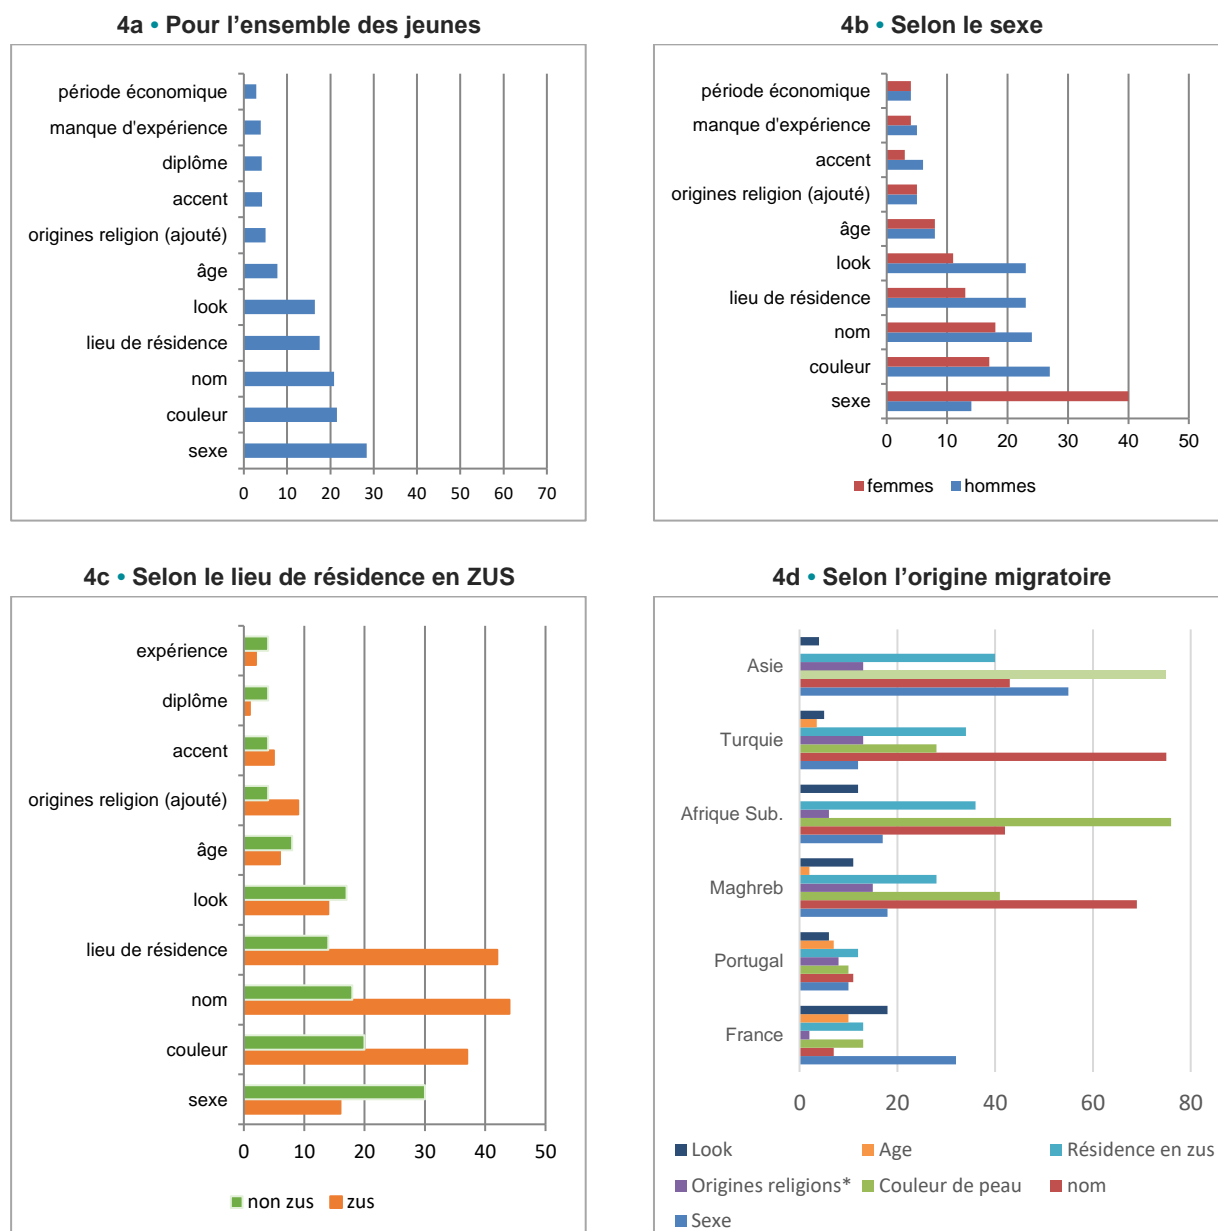 4a • Pour l'ensemble des jeunes
période économique
manque d'expérience
diplôme
accent
origines religion (ajouté)
âge
look
lieu de résidence
nom
couleur
sexe
0 10 20 30 40 50 60 70
4b • Selon le sexe
période économique
manque d'expérience
accent
origines religion (ajouté)
âge
look
lieu de résidence
nom
couleur
sexe
0 10 20 30 40 50
femmes hommes
4c • Selon le lieu de résidence en ZUS
expérience
diplôme
accent
origines religion (ajouté)
âge
look
lieu de résidence
nom
couleur
sexe
0 10 20 30 40 50
non zus zus
4d • Selon l'origine migratoire
Asie
Turquie
Afrique Sub.
Maghreb
Portugal
France
0 20 40 60 80
Look Age Résidence en zus
Origines religions* Couleur de peau nom
Sexe